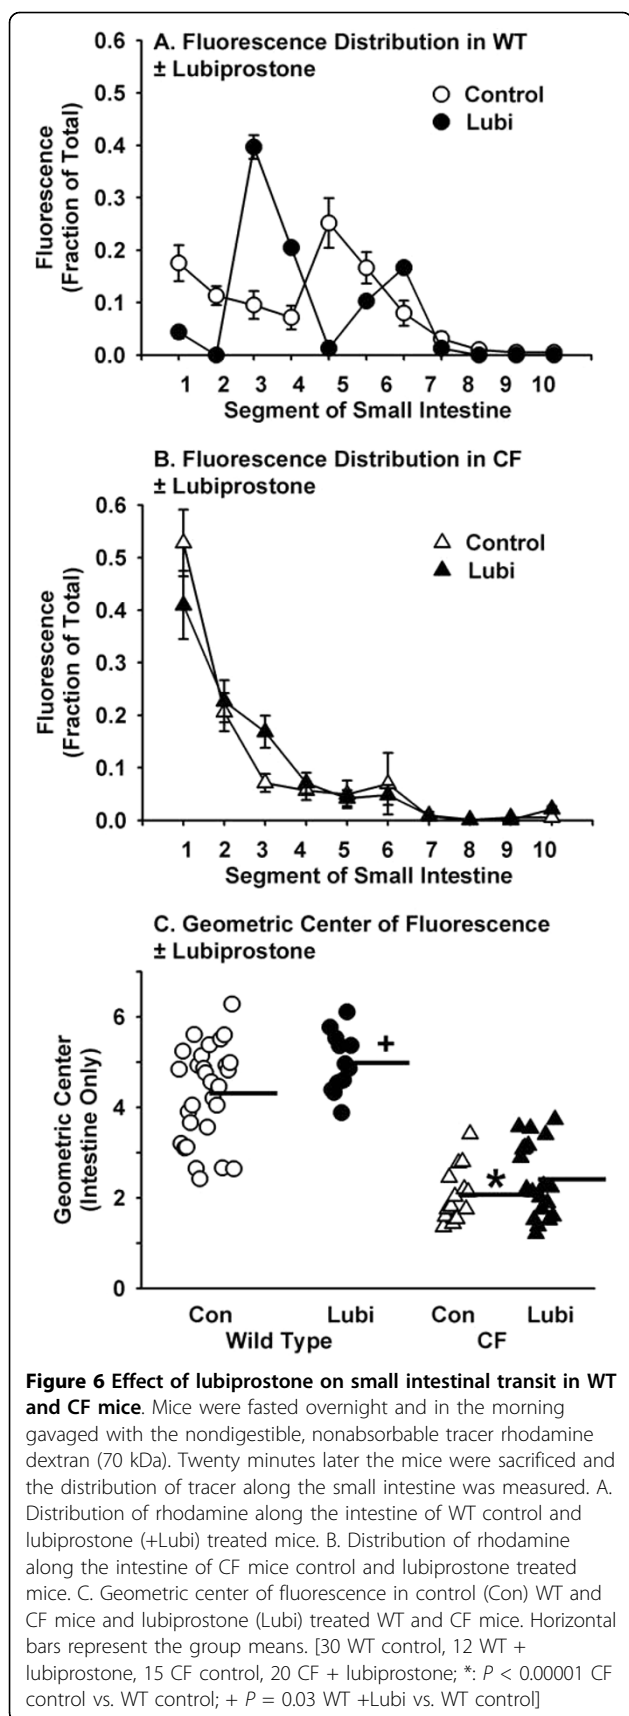 A. Fluorescence Distribution in WT
± Lubiprostone
Control
Lubi
Fluorescence
(Fraction of Total)
0.6
0.5
0.4
0.3
0.2
0.1
0.0
1 2 3 4 5 6 7 8 9 10
Segment of Small Intestine
B. Fluorescence Distribution in CF
± Lubiprostone
Control
Lubi
Fluorescence
(Fraction of Total)
0.6
0.5
0.4
0.3
0.2
0.1
0.0
1 2 3 4 5 6 7 8 9 10
Segment of Small Intestine
C. Geometric Center of Fluorescence
± Lubiprostone
Geometric Center
(Intestine Only)
6
4
2
0
+
*
Con Lubi Con Lubi
Wild Type CF
Figure 6 Effect of lubiprostone on small intestinal transit in WT
and CF mice. Mice were fasted overnight and in the morning
gavaged with the nondigestible, nonabsorbable tracer rhodamine
dextran (70 kDa). Twenty minutes later the mice were sacrificed and
the distribution of tracer along the small intestine was measured. A.
Distribution of rhodamine along the intestine of WT control and
lubiprostone (+Lubi) treated mice. B. Distribution of rhodamine
along the intestine of CF mice control and lubiprostone treated
mice. C. Geometric center of fluorescence in control (Con) WT and
CF mice and lubiprostone (Lubi) treated WT and CF mice. Horizontal
bars represent the group means. [30 WT control, 12 WT +
lubiprostone, 15 CF control, 20 CF + lubiprostone; *: P < 0.00001 CF
control vs. WT control; + P = 0.03 WT +Lubi vs. WT control]